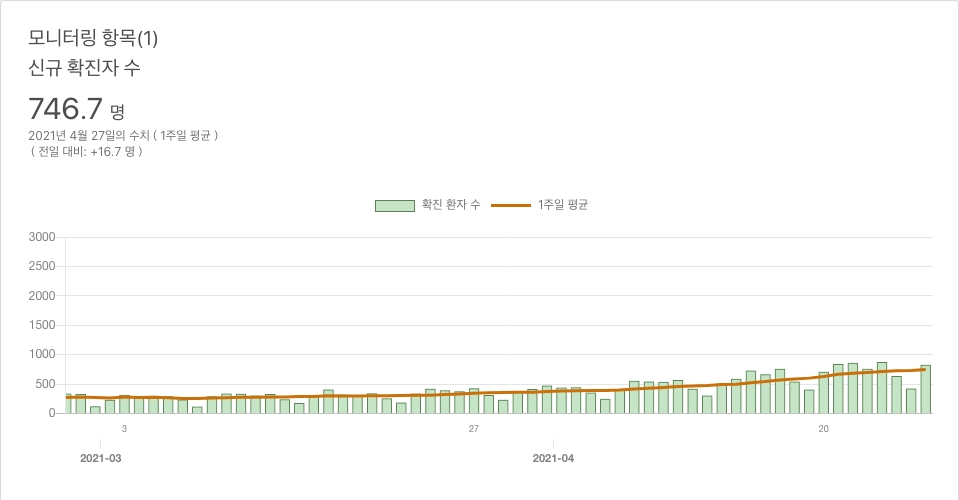 모니터링 항목(1)
신규 확진자 수
746.7 명
2021년 4월 27일의 수치 ( 1주일 평균 )
( 전일 대비: +16.7 명 )
확진 환자 수 1주일 평균
3000
2500
2000
1500
1000
500
0
3 27 20
2021-03 2021-04